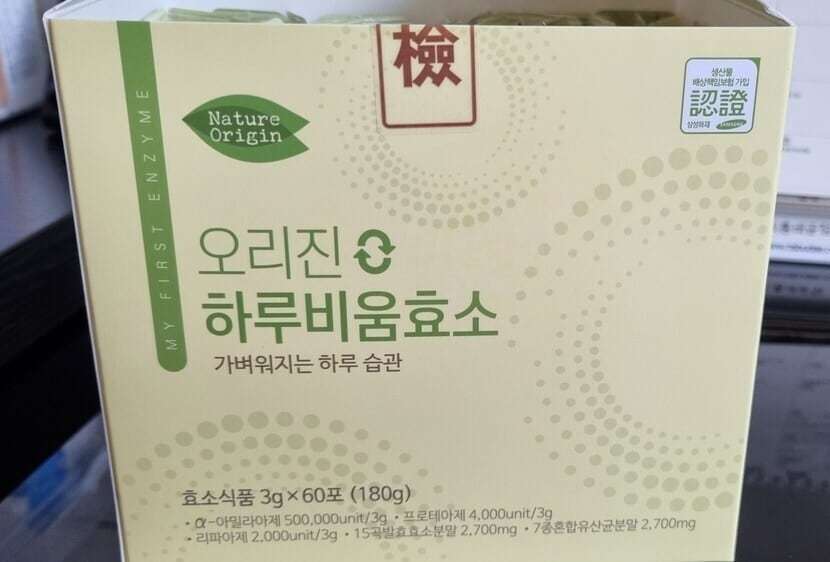 檢
생산물
배상책임보험 가입
認證
삼성화재 SAMSUNG
Nature
Origin
MY FIRST ENZYME
오리진
하루비움효소
가벼워지는 하루 습관
효소식품 3g×60포 (180g)
• α-아밀라아제 500,000unit/3g • 프로테아제 4,000unit/3g
• 리파아제 2,000unit/3g • 15곡발효효소분말 2,700mg • 7종혼합유산균분말 2,700mg